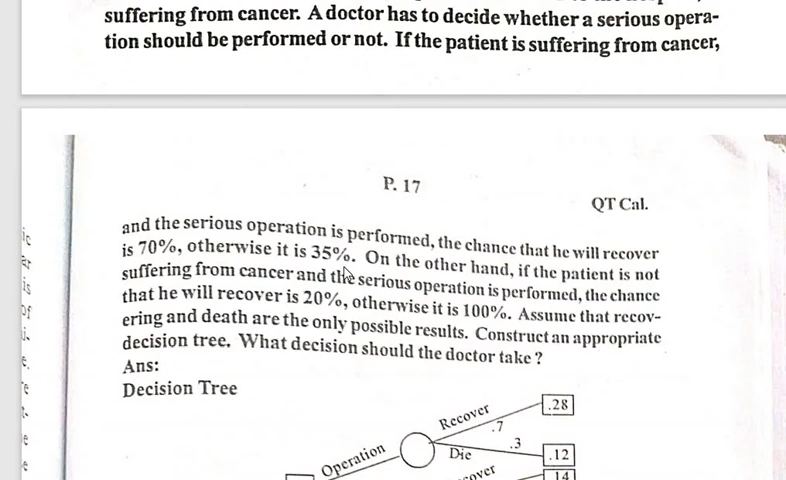 suffering from cancer. A doctor has to decide whether a serious opera-
tion should be performed or not. If the patient is suffering from cancer,
P. 17
QT Cal.
and the serious operation is performed, the chance that he will recover
is 70%, otherwise it is 35%. On the other hand, if the patient is not
suffering from cancer and the serious operation is performed, the chance
that he will recover is 20%, otherwise it is 100%. Assume that recov-
ering and death are the only possible results. Construct an appropriate
decision tree. What decision should the doctor take ?
Ans:
Decision Tree
Recover
.28
.7
.3
Operation
Die
.12
14